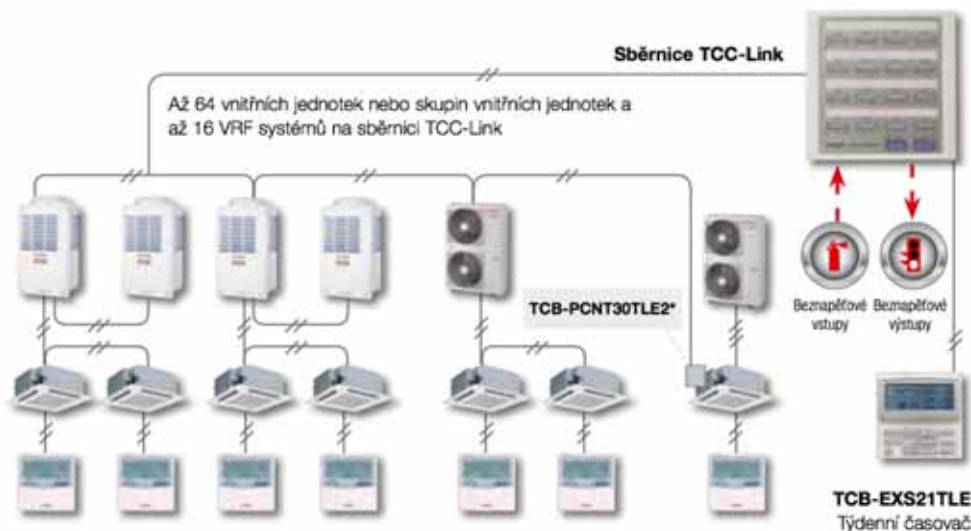 Sběrnice TCC-Link
Až 64 vnitřních jednotek nebo skupin vnitřních jednotek a
až 16 VRF systémů na sběrnici TCC-Link
TCB-PCNT30TLE2*
Beznapěťové vstupy
Beznapěťové výstupy
TCB-EXS21TLE
Týdenní časovač